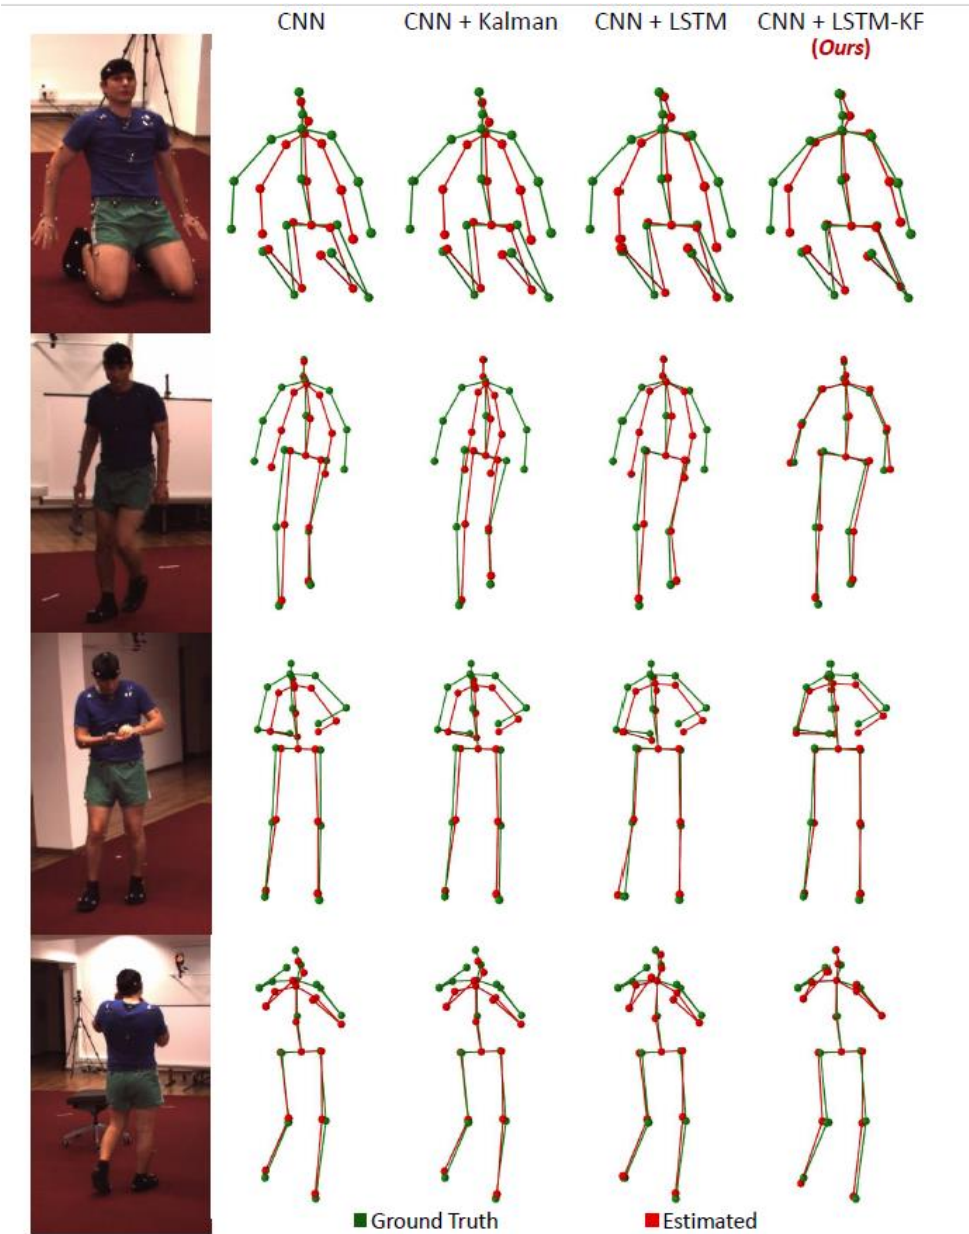 CNN
CNN + Kalman
CNN + LSTM
CNN + LSTM-KF
(Ours)
Ground Truth
Estimated